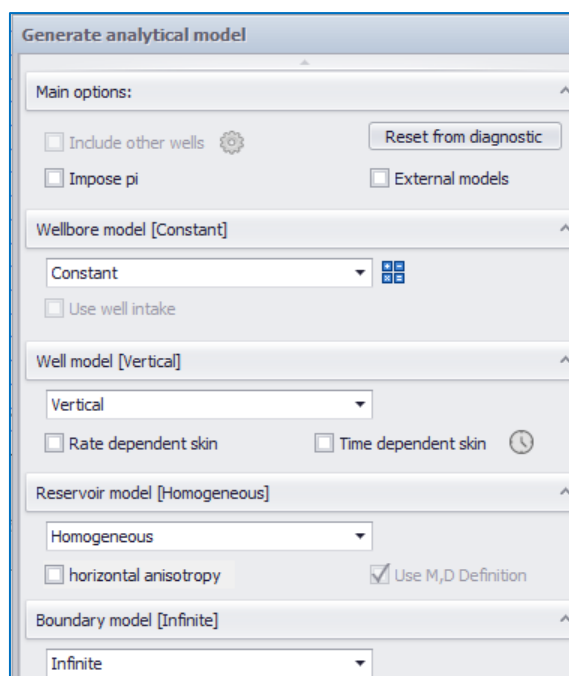 Generate analytical model
Main options:
Include other wells
Reset from diagnostic
Impose pi
External models
Wellbore model [Constant]
Constant
Use well intake
Well model [Vertical]
Vertical
Rate dependent skin
Time dependent skin
Reservoir model [Homogeneous]
Homogeneous
horizontal anisotropy
Use M,D Definition
Boundary model [Infinite]
Infinite